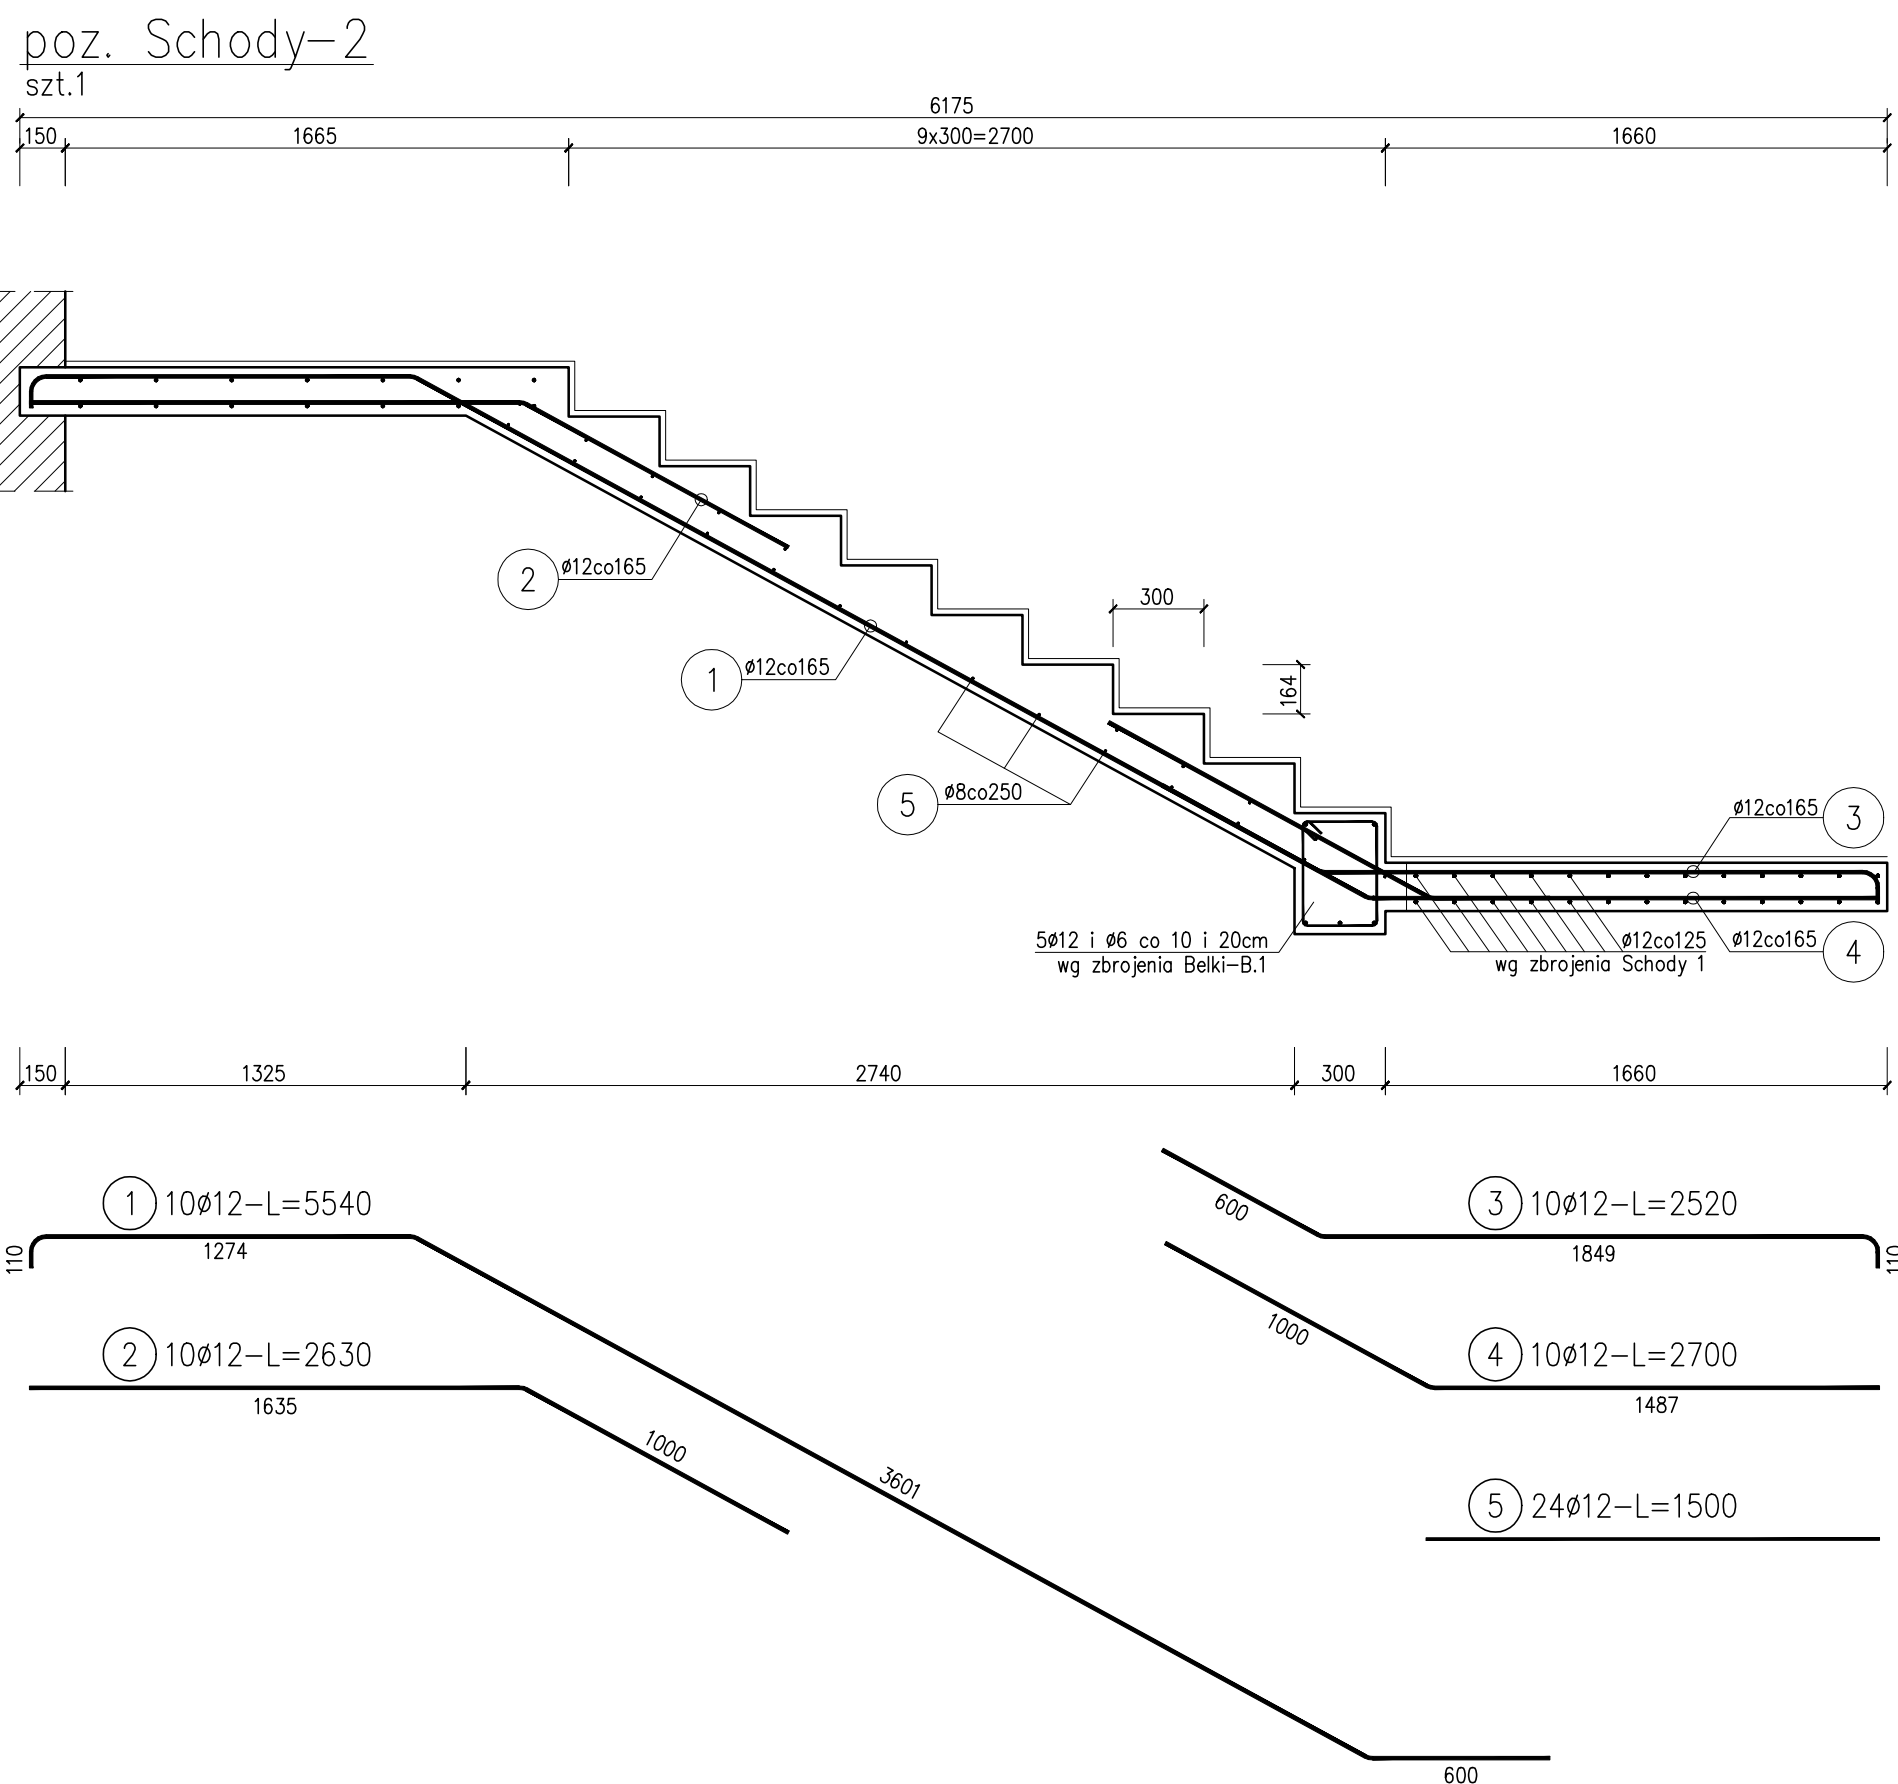 poz. Schody-2
szt.1
6175
150 1665 9x300=2700 1660
2 ø12co165
1 ø12co165
300
164
5 ø8co250
ø12co165 3
5ø12 i ø6 co 10 i 20cm
wg zbrojenia Belki-B.1
ø12co125
wg zbrojenia Schody 1
ø12co165 4
150 1325 2740 300 1660
1 10ø12-L=5540
110
1274
3601
600
2 10ø12-L=2630
1635
1000
3 10ø12-L=2520
600
1849
110
4 10ø12-L=2700
1000
1487
5 24ø12-L=1500